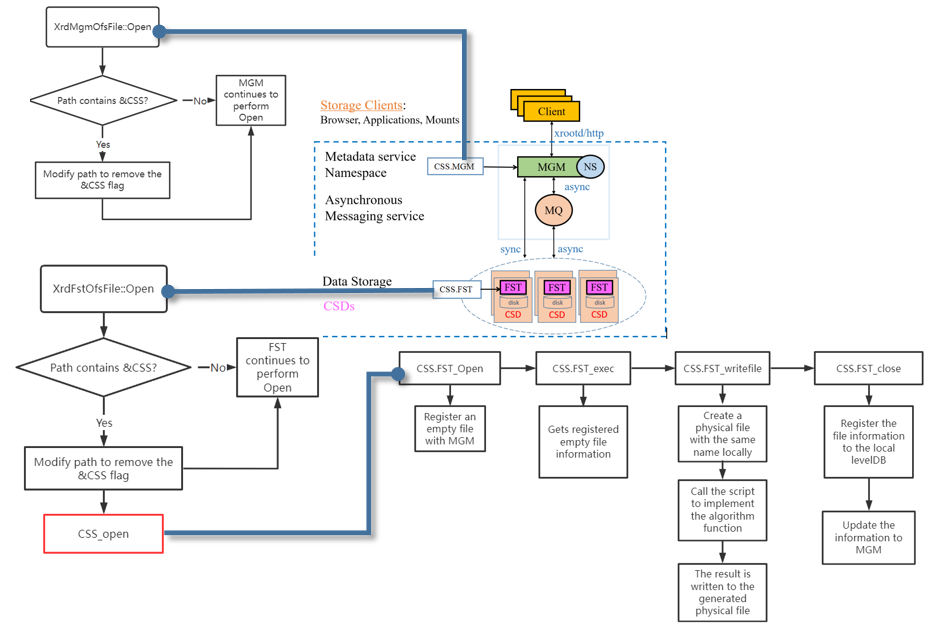 XrdMgmOfsFile::Open
Path contains &CSS?
No
MGM
continues to
perform
Open
Yes
Modify path to remove the
&CSS flag
Storage Clients:
Browser, Applications, Mounts
Client
xrootd/http
Metadata service
Namespace
CSS.MGM
MGM
NS
async
Asynchronous
Messaging service
MQ
sync
async
Data Storage
CSDs
CSS.FST
FST
disk
CSD
FST
disk
CSD
FST
disk
CSD
XrdFstOfsFile::Open
Path contains &CSS?
No
FST
continues to
perform
Open
Yes
Modify path to remove the
&CSS flag
CSS_open
CSS.FST_Open
Register an
empty file
with MGM
CSS.FST_exec
Gets registered
empty file
information
CSS.FST_writefile
Create a
physical file
with the same
name locally
Call the script
to implement
the algorithm
function
The result is
written to the
generated
physical file
CSS.FST_close
Register the
file information
to the local
levelDB
Update the
information to
MGM